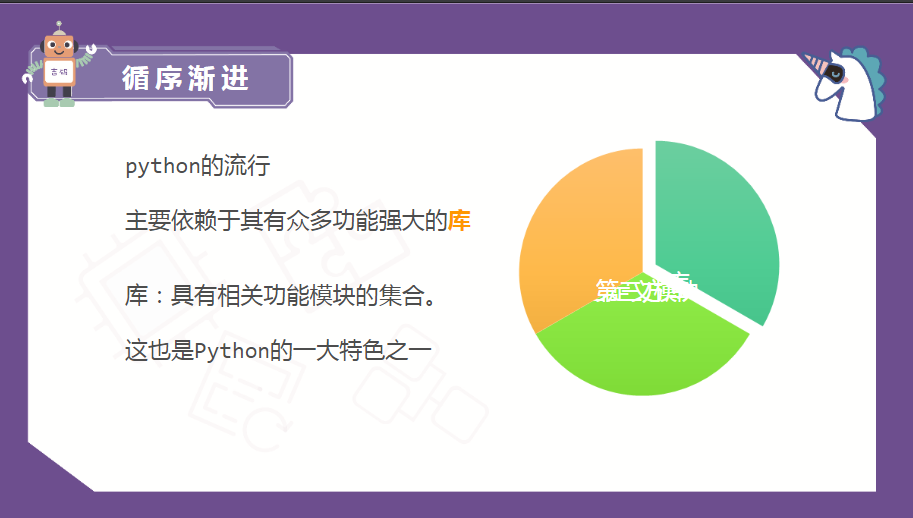 循序渐进
吉娃
python的流行
主要依赖于其有众多功能强大的库
库：具有相关功能模块的集合。
这也是Python的一大特色之一